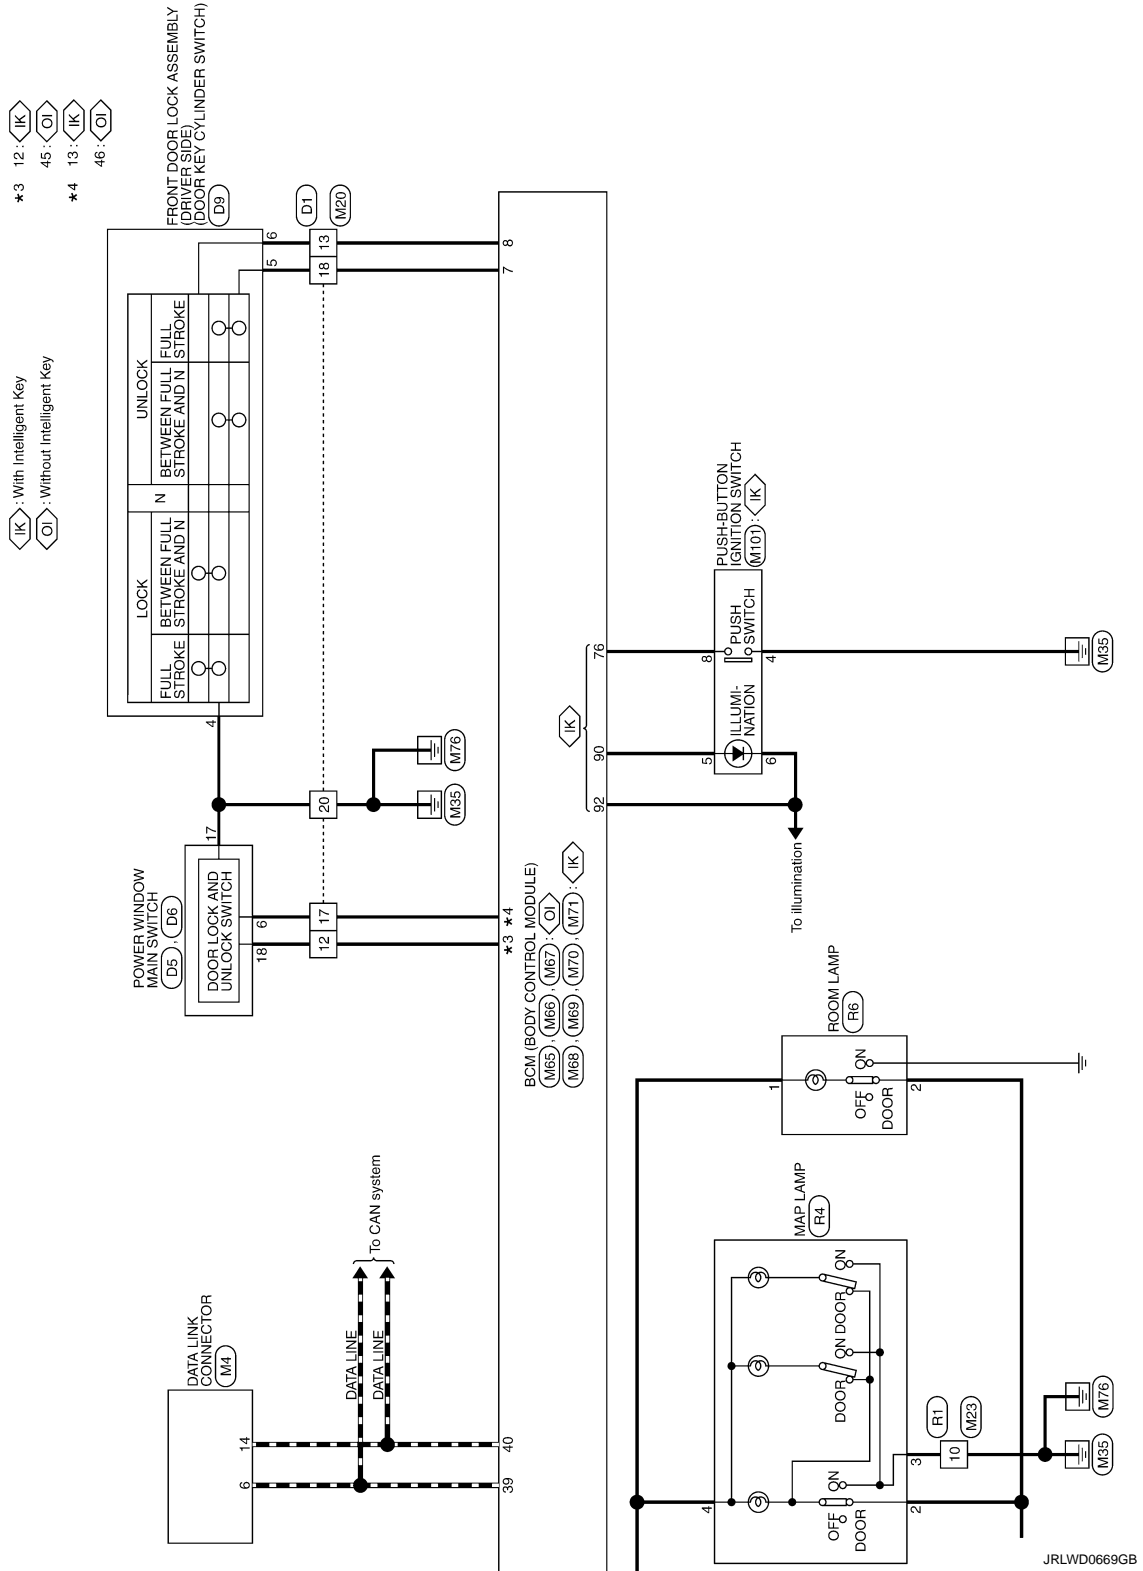 IK : With Intelligent Key
OI : Without Intelligent Key
*3 12 : IK
45 : OI
*4 13 : IK
46 : OI
DATA LINK
CONNECTOR
M4
6
14
DATA LINE
DATA LINE
To CAN system
39
40
POWER WINDOW
MAIN SWITCH
D5 , D6
DOOR LOCK AND
UNLOCK SWITCH
17
18
6
12
17
*3
*4
20
M35
M76
4
FRONT DOOR LOCK ASSEMBLY
(DRIVER SIDE)
(DOOR KEY CYLINDER SWITCH)
D9
LOCK
N
UNLOCK
FULL
STROKE
BETWEEN FULL
STROKE AND N
BETWEEN FULL
STROKE AND N
FULL
STROKE
5
6
18
13
D1
M20
7
8
BCM (BODY CONTROL MODULE)
M65 , M66 , M67 : OI
M68 , M69 , M70 , M71 : IK
92
90
76
IK
To illumination
PUSH-BUTTON
IGNITION SWITCH
M101 : IK
5
8
ILLUMI-
NATION
PUSH
SWITCH
6
4
M35
MAP LAMP
R4
4
OFF
ON
DOOR
DOOR
ON
DOOR
ON
2
3
10
R1
M23
M35
M76
ROOM LAMP
R6
1
OFF
ON
DOOR
2
JRLWD0669GB